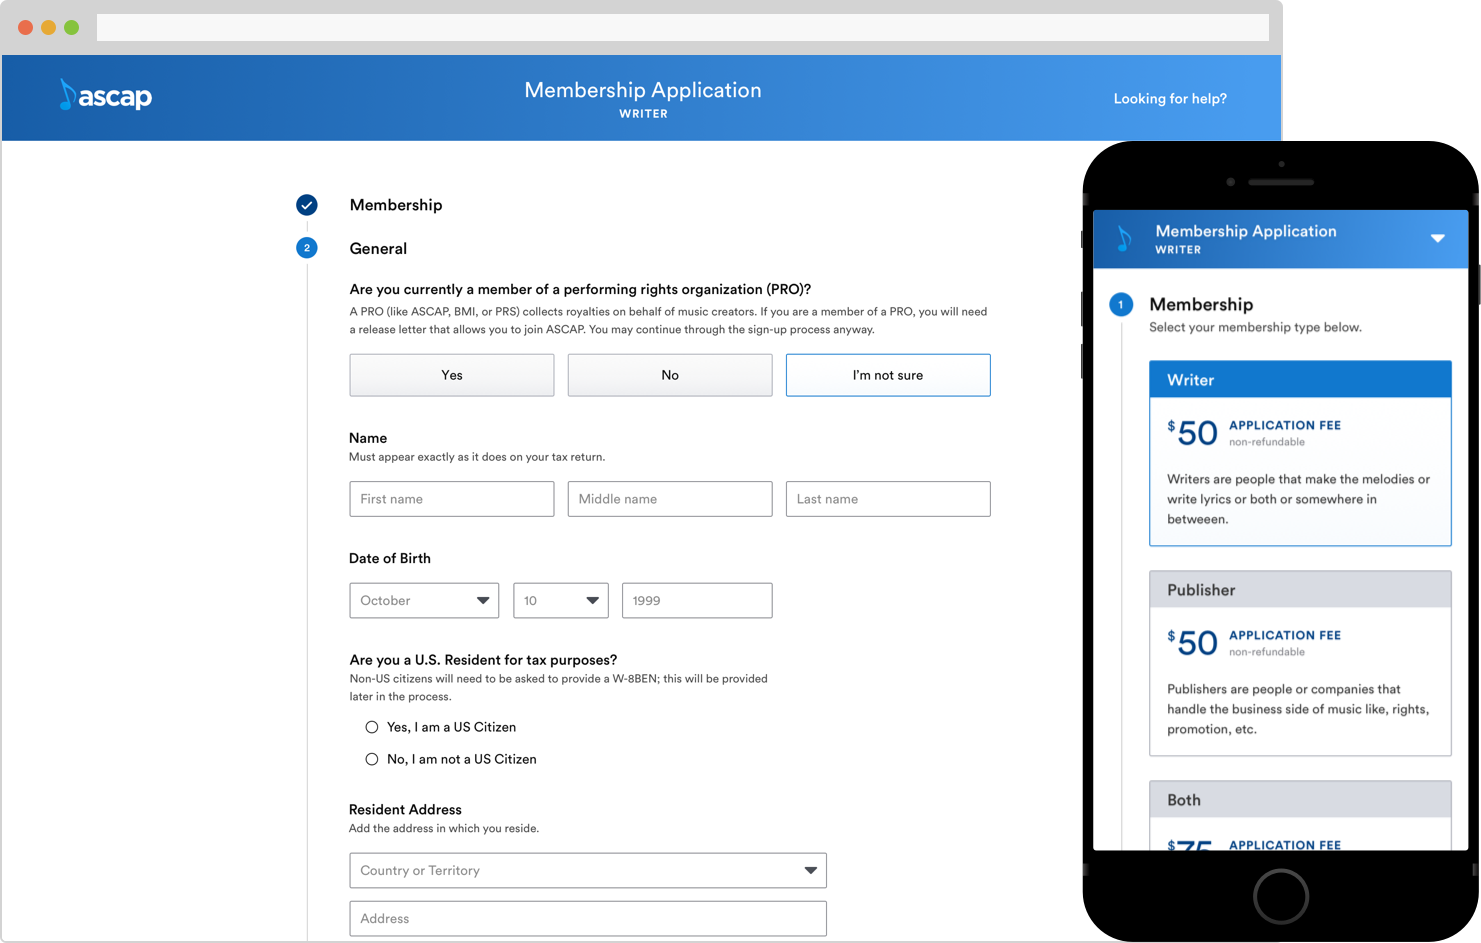 ascap
Membership Application
WRITER
Looking for help?
Membership
2
General
Are you currently a member of a performing rights organization (PRO)?
A PRO (like ASCAP, BMI, or PRS) collects royalties on behalf of music creators. If you are a member of a PRO, you will need
a release letter that allows you to join ASCAP. You may continue through the sign-up process anyway.
Yes
No
I'm not sure
Name
Must appear exactly as it does on your tax return.
First name
Middle name
Last name
Date of Birth
October
10
1999
Are you a U.S. Resident for tax purposes?
Non-US citizens will need to be asked to provide a W-8BEN; this will be provided
later in the process.
Yes, I am a US Citizen
No, I am not a US Citizen
Resident Address
Add the address in which you reside.
Country or Territory
Address
Membership Application
WRITER
1
Membership
Select your membership type below.
Writer
$50 APPLICATION FEE
non-refundable
Writers are people that make the melodies or
write lyrics or both or somewhere in
betweeen.
Publisher
$50 APPLICATION FEE
non-refundable
Publishers are people or companies that
handle the business side of music like, rights,
promotion, etc.
Both
$75 APPLICATION FEE